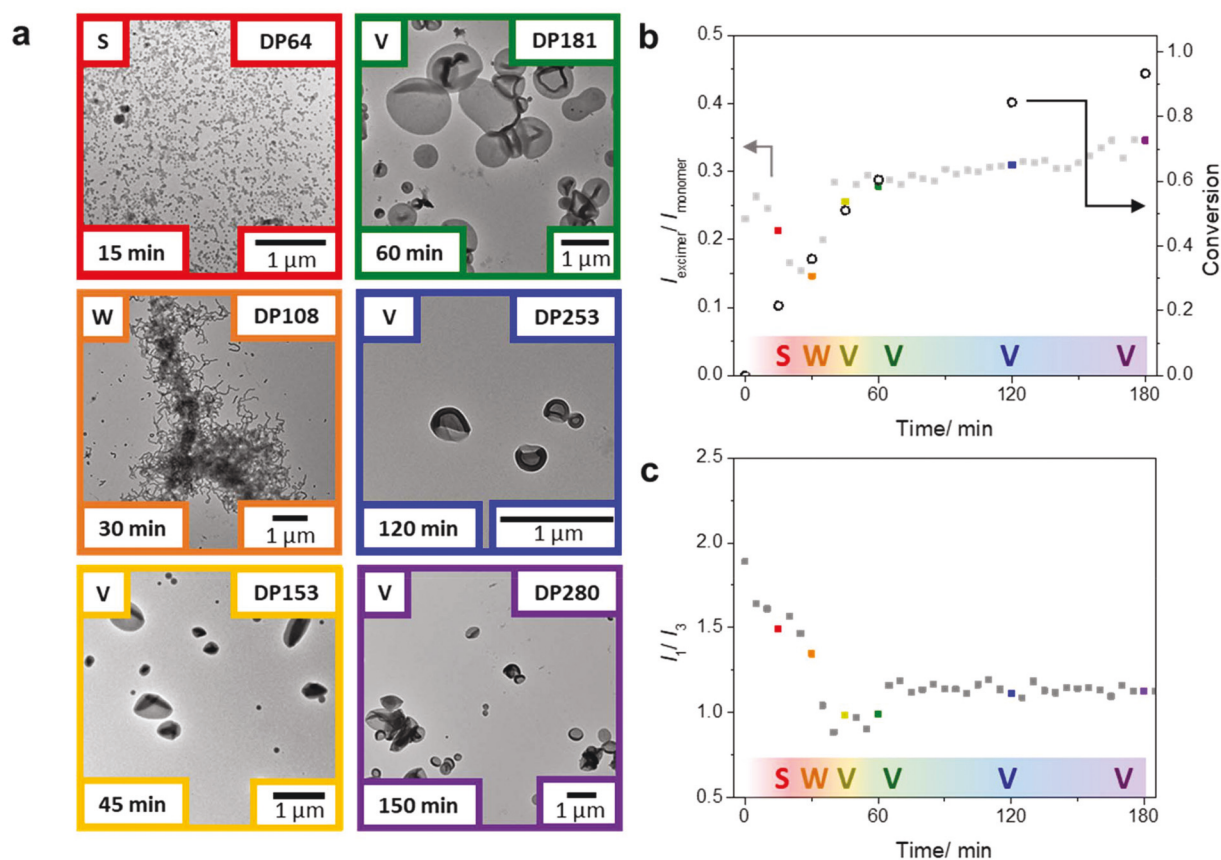 a
S
DP64
15 min
1 μm
V
DP181
60 min
1 μm
W
DP108
30 min
1 μm
V
DP253
120 min
1 μm
V
DP153
45 min
1 μm
V
DP280
150 min
1 μm
b
0.5
0.4
0.3
0.2
0.1
0.0
I excimer / I monomer
1.0
0.8
0.6
0.4
0.2
0.0
Conversion
S W V V V V
0 60 120 180
Time/ min
c
2.5
2.0
1.5
1.0
0.5
I1/ I3
S W V V V V
0 60 120 180
Time/ min